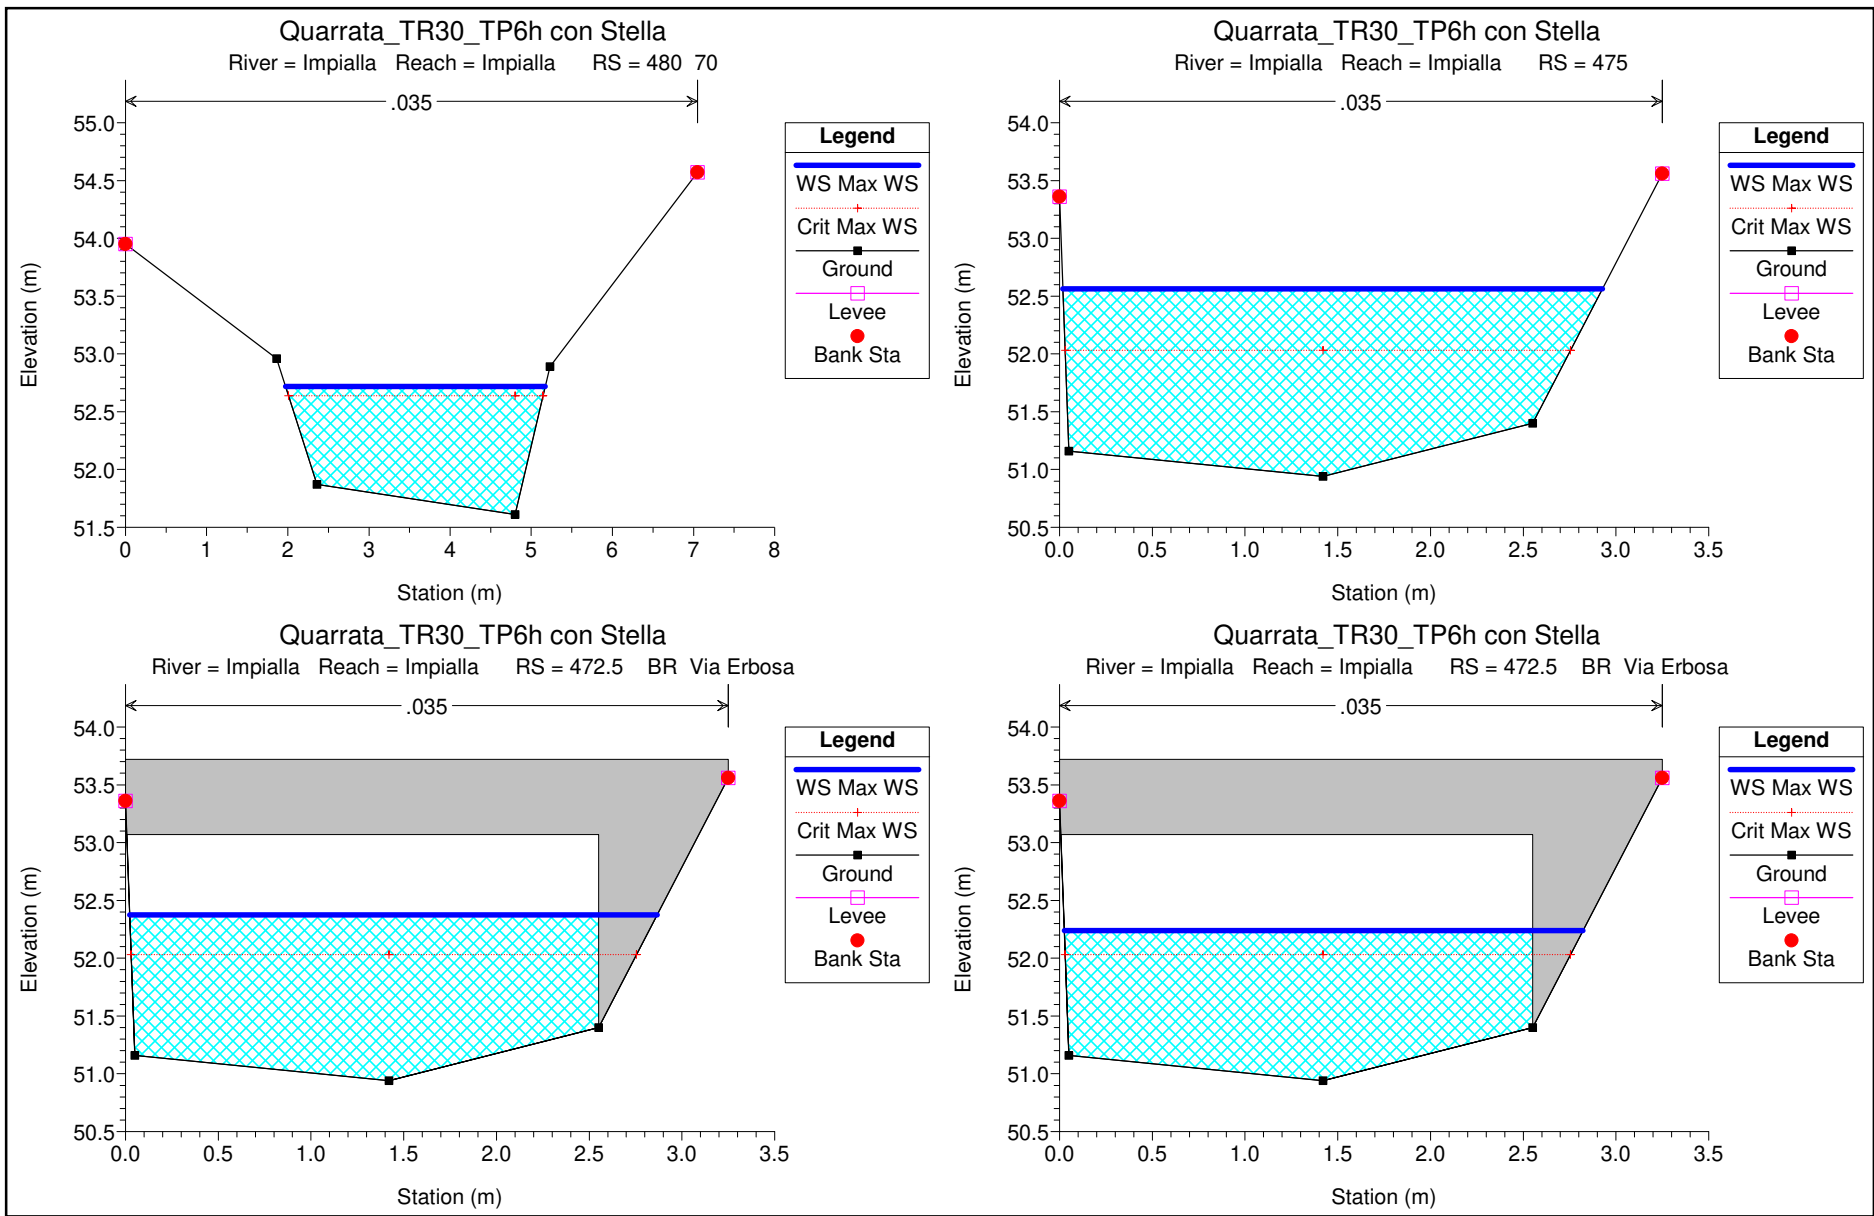 Quarrata_TR30_TP6h con Stella
River = Impialla Reach = Impialla RS = 480 70
.035
55.0
54.5
54.0
53.5
53.0
52.5
52.0
51.5
0 1 2 3 4 5 6 7 8
Station (m)
Elevation (m)
Legend
WS Max WS
Crit Max WS
Ground
Levee
Bank Sta
Quarrata_TR30_TP6h con Stella
River = Impialla Reach = Impialla RS = 475
.035
54.0
53.5
53.0
52.5
52.0
51.5
51.0
50.5
0.0 0.5 1.0 1.5 2.0 2.5 3.0 3.5
Station (m)
Elevation (m)
Legend
WS Max WS
Crit Max WS
Ground
Levee
Bank Sta
Quarrata_TR30_TP6h con Stella
River = Impialla Reach = Impialla RS = 472.5 BR Via Erbosa
.035
54.0
53.5
53.0
52.5
52.0
51.5
51.0
50.5
0.0 0.5 1.0 1.5 2.0 2.5 3.0 3.5
Station (m)
Elevation (m)
Legend
WS Max WS
Crit Max WS
Ground
Levee
Bank Sta
Quarrata_TR30_TP6h con Stella
River = Impialla Reach = Impialla RS = 472.5 BR Via Erbosa
.035
54.0
53.5
53.0
52.5
52.0
51.5
51.0
50.5
0.0 0.5 1.0 1.5 2.0 2.5 3.0 3.5
Station (m)
Elevation (m)
Legend
WS Max WS
Crit Max WS
Ground
Levee
Bank Sta